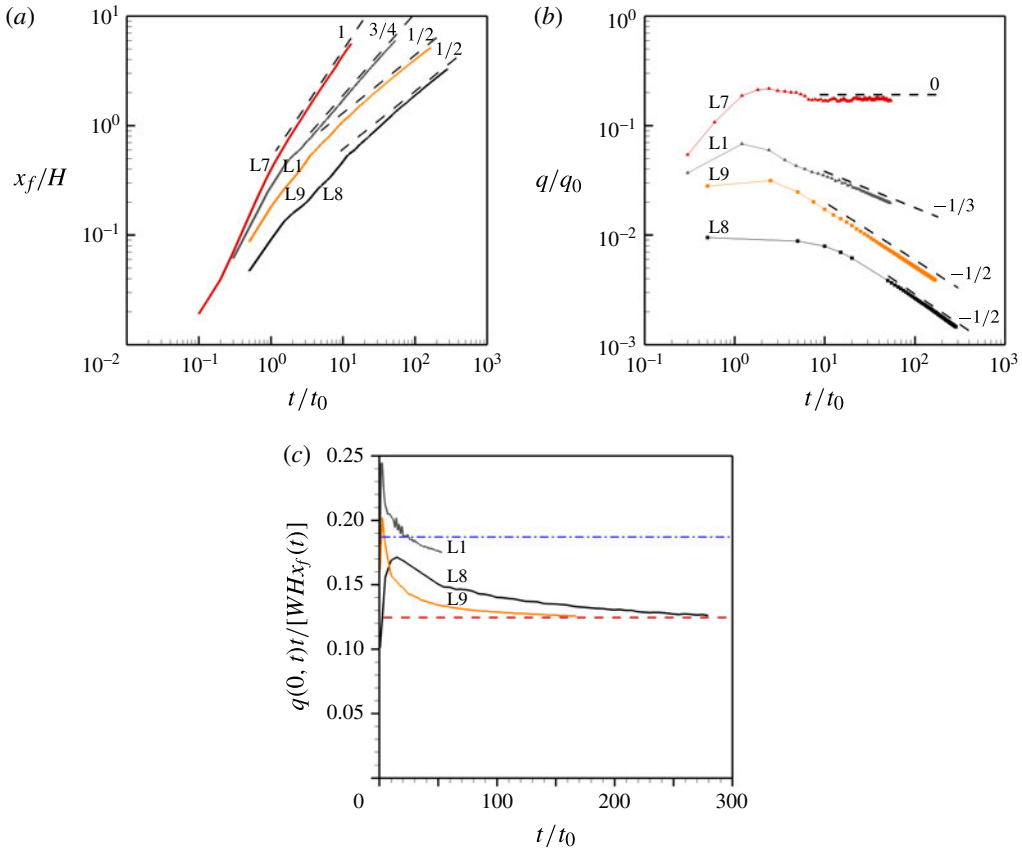 (a)
10^1
10^0
10^-1
10^-2
x_f/H
10^-1
10^0
10^1
10^2
10^3
t/t_0
1
3/4
1/2
1/2
L7
L1
L9
L8
(b)
10^0
10^-1
10^-2
10^-3
q/q_0
10^-1
10^0
10^1
10^2
10^3
t/t_0
0
−1/3
−1/2
−1/2
L7
L1
L9
L8
(c)
0.25
0.20
0.15
0.10
0.05
q(0, t)t/[WHx_f(t)]
0
100
200
300
t/t_0
L1
L8
L9